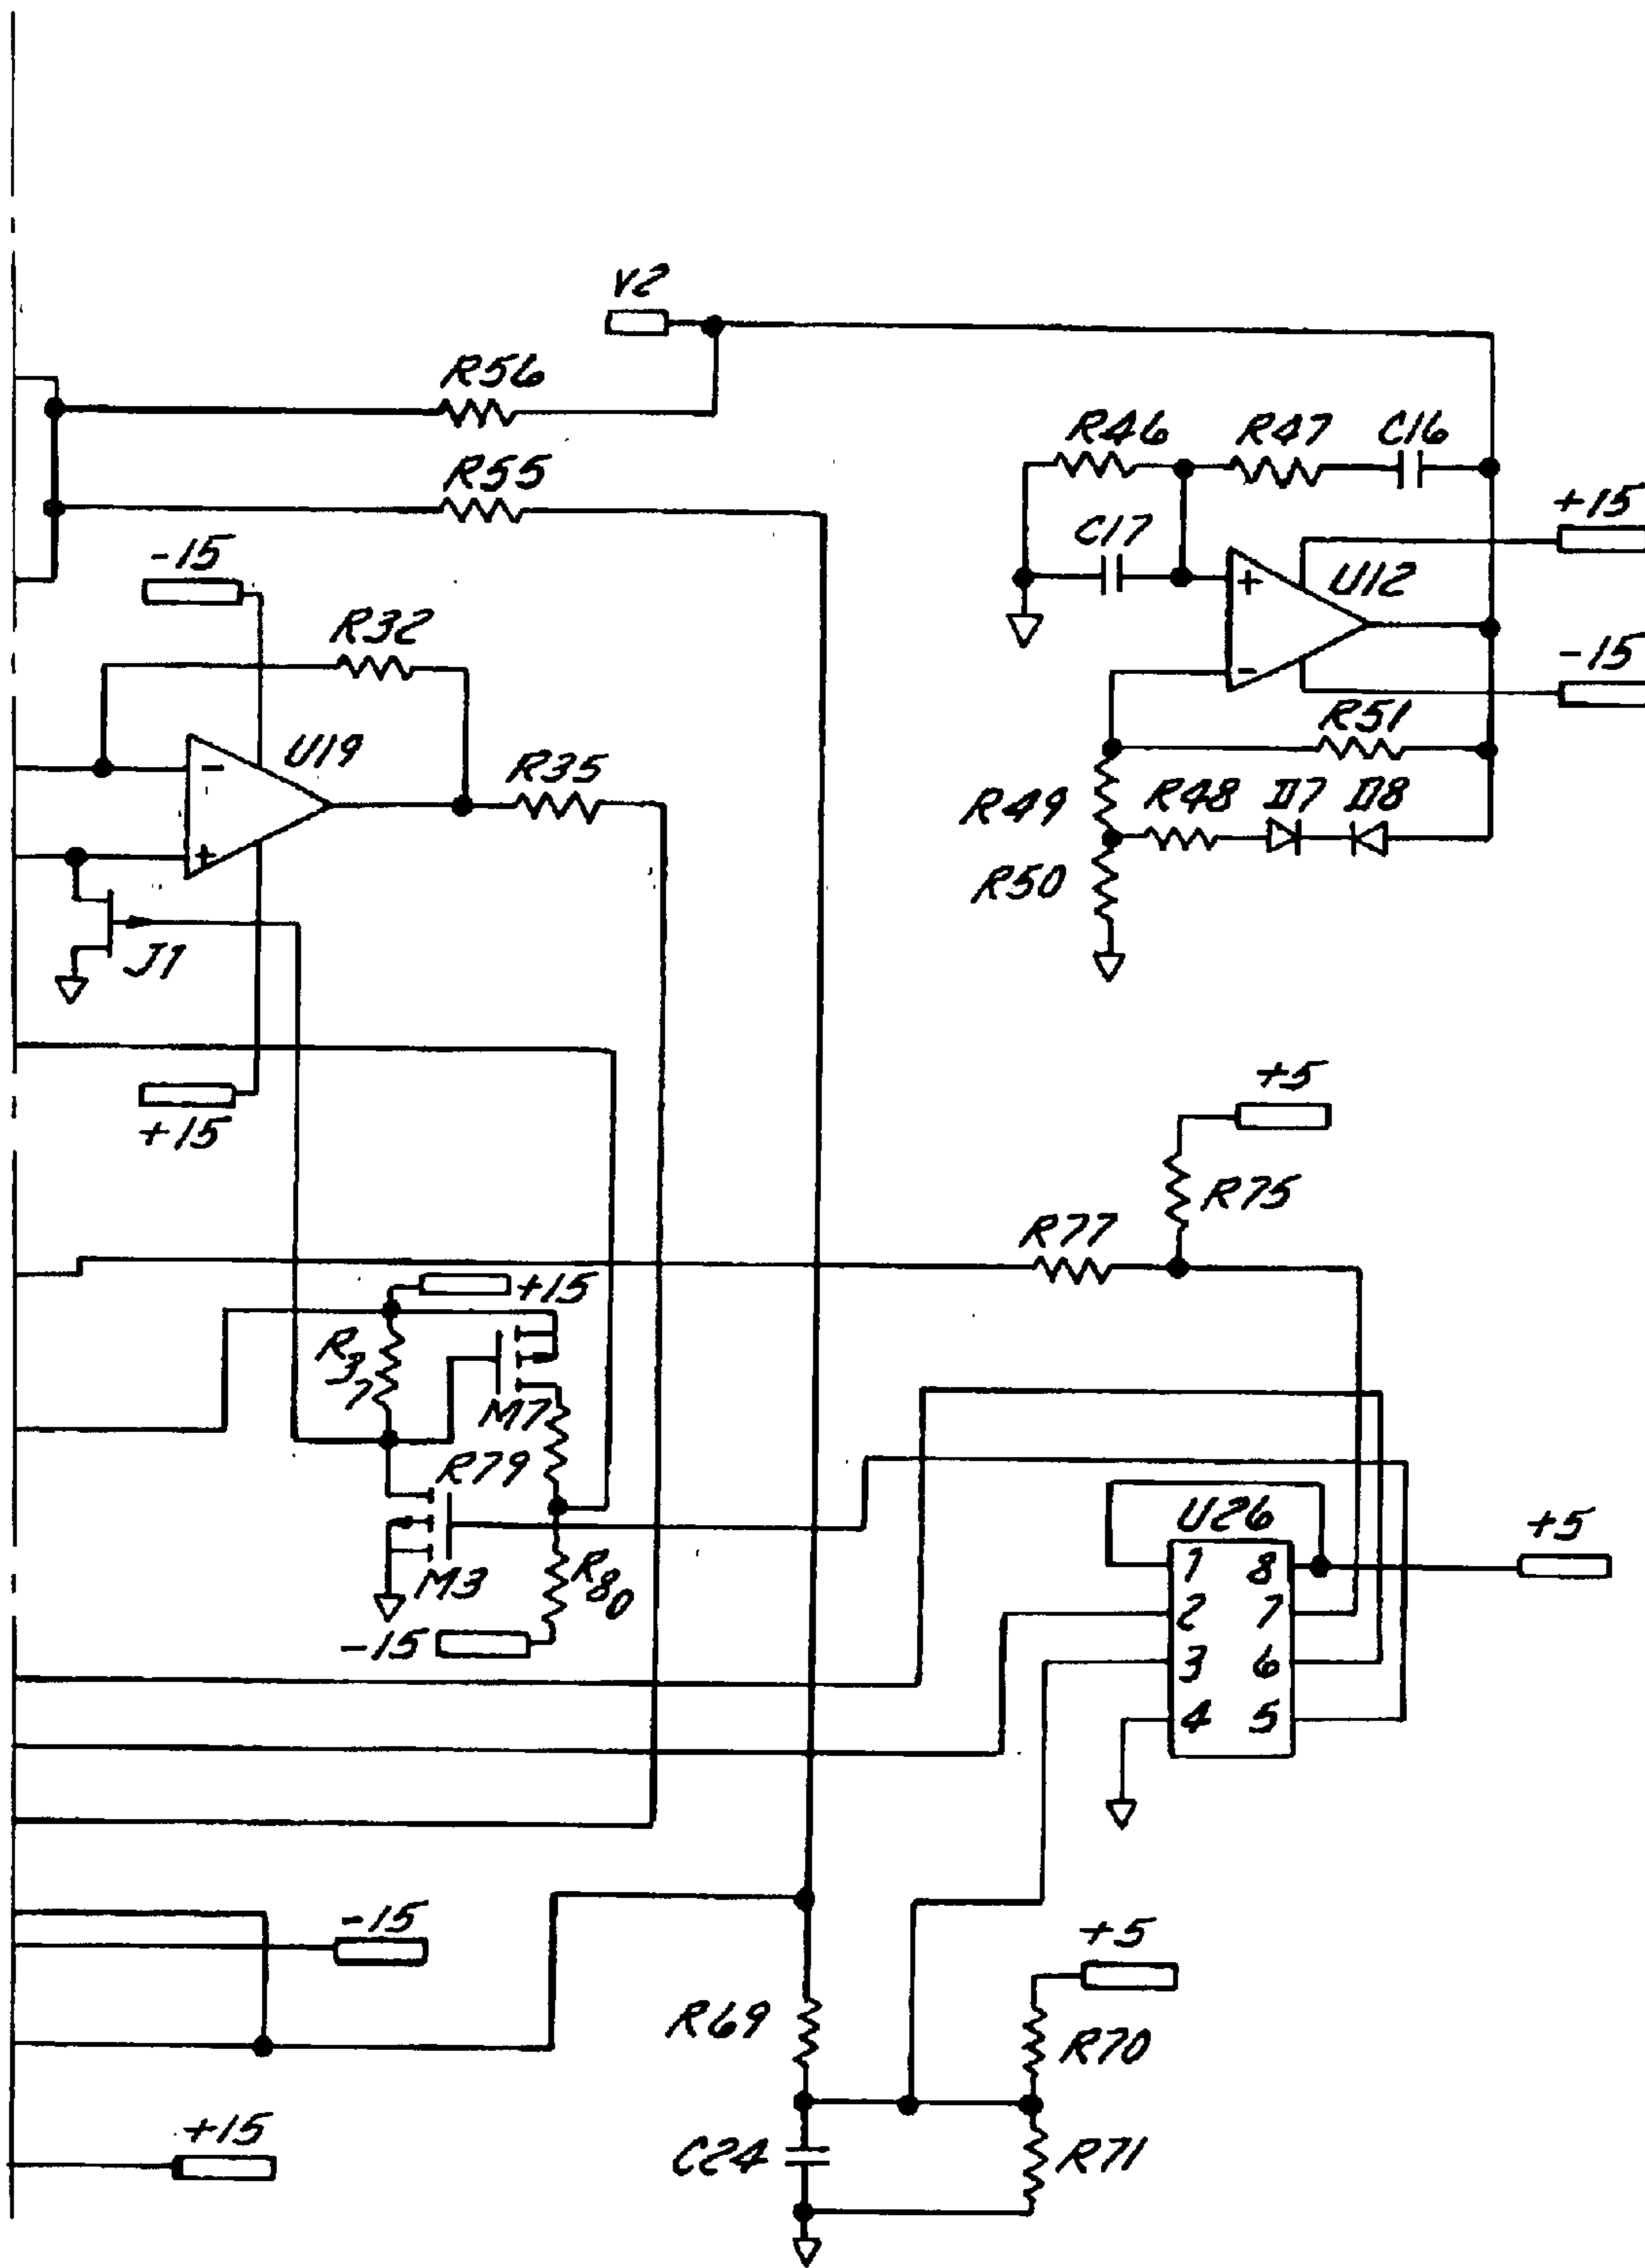 V2
R56
R46
R47
C16
R55
+15
C17
-15
+
U12
R32
-15
-
R51
U19
R35
-
R49
R48
D7
D8
+
R50
J1
+5
+15
R75
R77
+15
R37
M7
R79
U26
+5
1 8
M3
R80
2 7
-15
3 6
4 5
-15
+5
R69
R70
+15
C24
R71